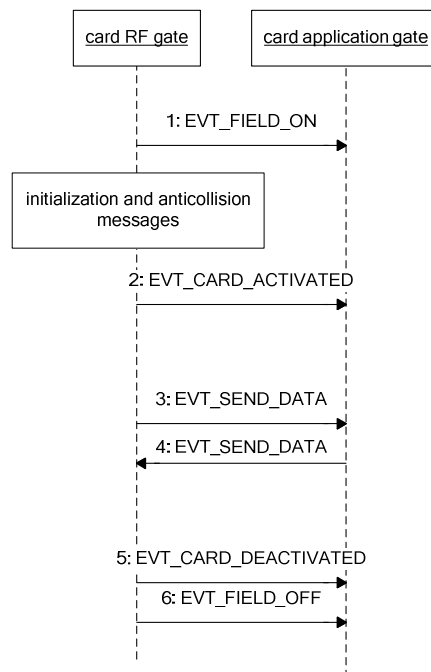 card RF gate
card application gate
1: EVT_FIELD_ON
initialization and anticollision
messages
2: EVT_CARD_ACTIVATED
3: EVT_SEND_DATA
4: EVT_SEND_DATA
5: EVT_CARD_DEACTIVATED
6: EVT_FIELD_OFF